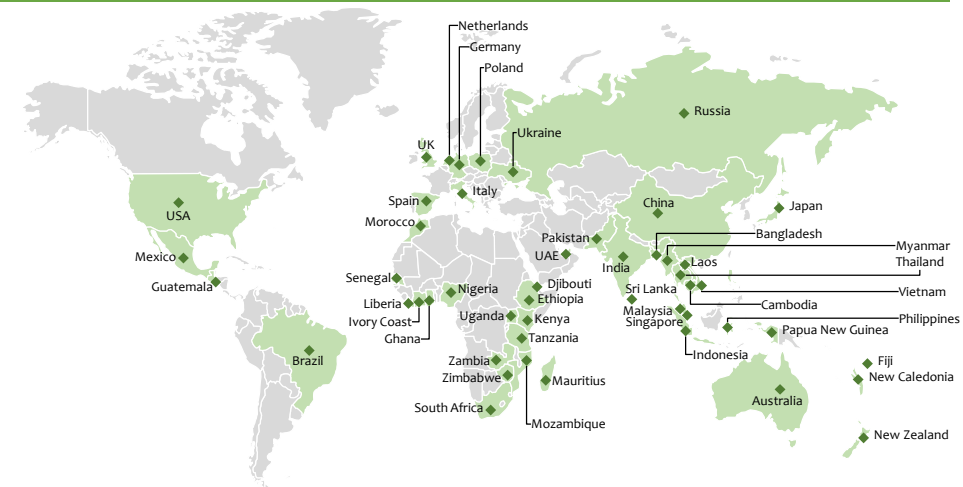 Netherlands
Germany
Poland
Russia
Ukraine
UK
Italy
Spain
USA
China
Japan
Morocco
Bangladesh
Pakistan
Myanmar
UAE
Mexico
Thailand
Laos
India
Senegal
Djibouti
Guatemala
Nigeria
Sri Lanka
Vietnam
Ethiopia
Liberia
Cambodia
Malaysia
Uganda
Kenya
Philippines
Ivory Coast
Singapore
Papua New Guinea
Ghana
Tanzania
Indonesia
Brazil
Zambia
Fiji
Zimbabwe
Mauritius
New Caledonia
Australia
South Africa
Mozambique
New Zealand